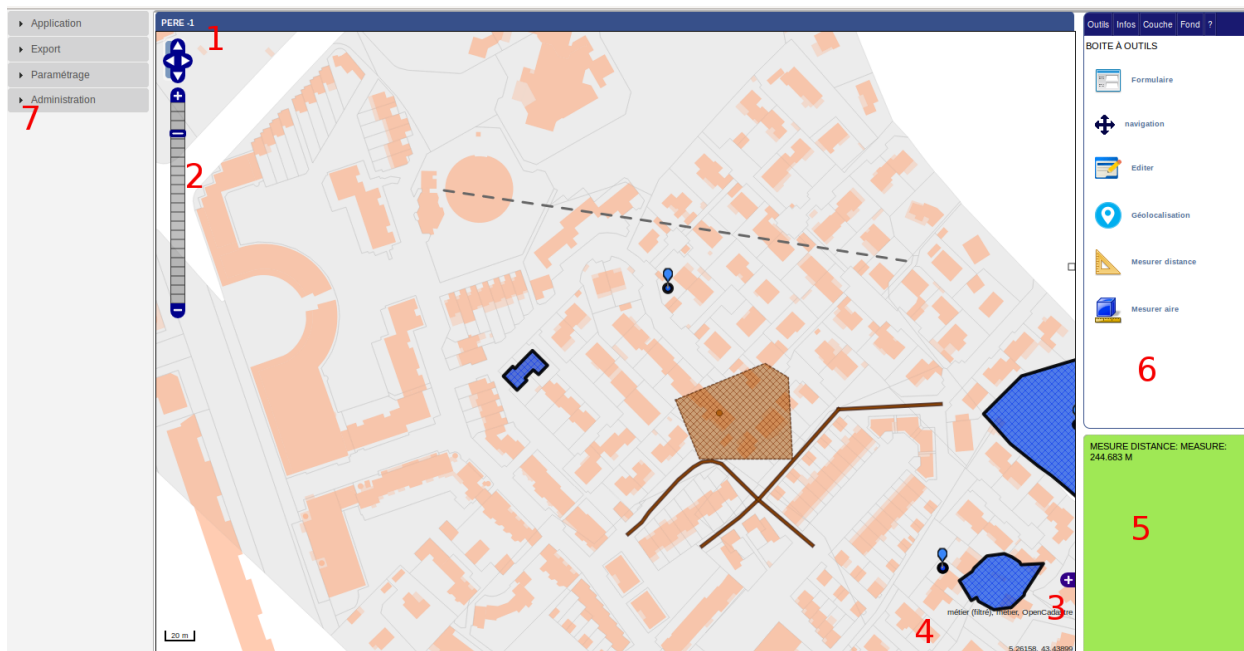 Application
Export
Paramétrage
Administration
7
PERE -1
1
2
20 m
métier (filtré), métier, OpenCadastre
3
4
5.26158, 43.43899
Outils Infos Couche Fond ?
BOITE À OUTILS
Formulaire
navigation
Editer
Géolocalisation
Mesurer distance
Mesurer aire
6
MESURE DISTANCE: MEASURE:
244.683 M
5